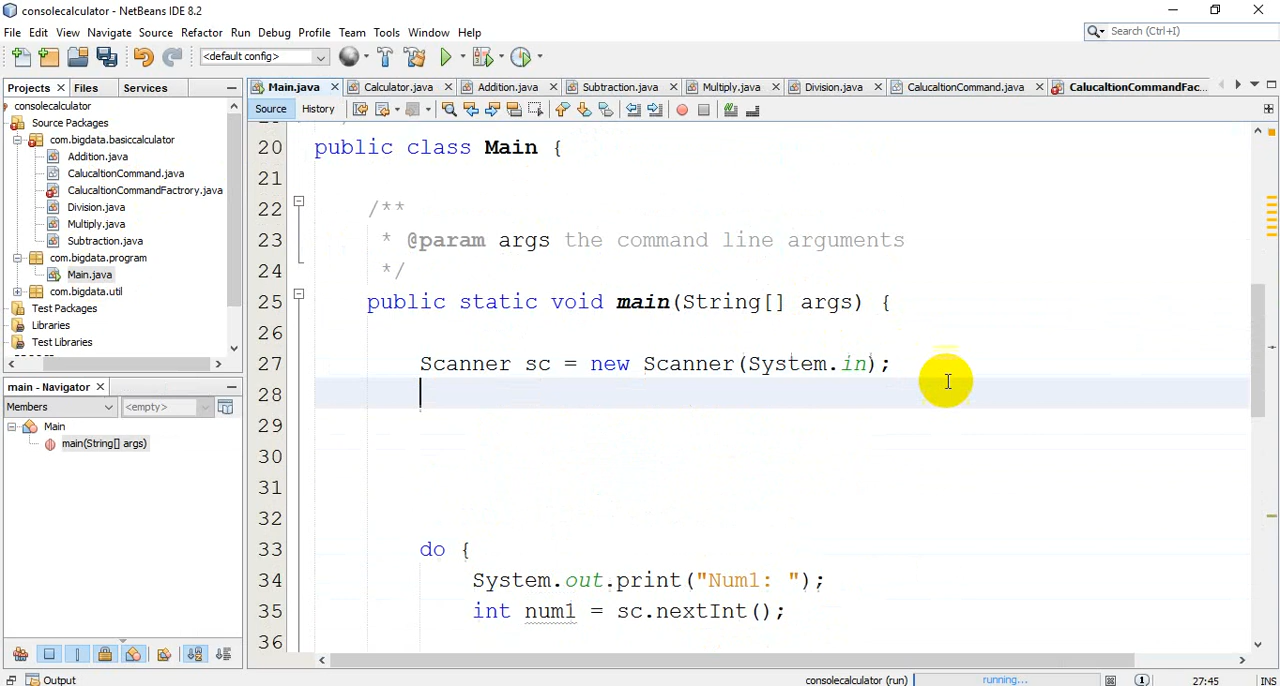 consolecalculator - NetBeans IDE 8.2
File Edit View Navigate Source Refactor Run Debug Profile Team Tools Window Help
Search (Ctrl+I)
<default config>
Projects Files Services
Main.java Calculator.java Addition.java Subtraction.java Multiply.java Division.java CalucaltionCommand.java CalucaltionCommandFac...
consolecalculator
Source Packages
com.bigdata.basiccalculator
Addition.java
CalucaltionCommand.java
CalucaltionCommandFactrory.java
Division.java
Multiply.java
Subtraction.java
com.bigdata.program
Main.java
com.bigdata.util
Test Packages
Libraries
Test Libraries
main - Navigator
Members <empty>
Main
main(String[] args)
Source History
20 public class Main {
21
22 /**
23 * @param args the command line arguments
24 */
25 public static void main(String[] args) {
26
27 Scanner sc = new Scanner(System.in);
28
29
30
31
32
33 do {
34 System.out.print("Num1: ");
35 int num1 = sc.nextInt();
36
Output
consolecalculator (run) running... 1 27:45 INS